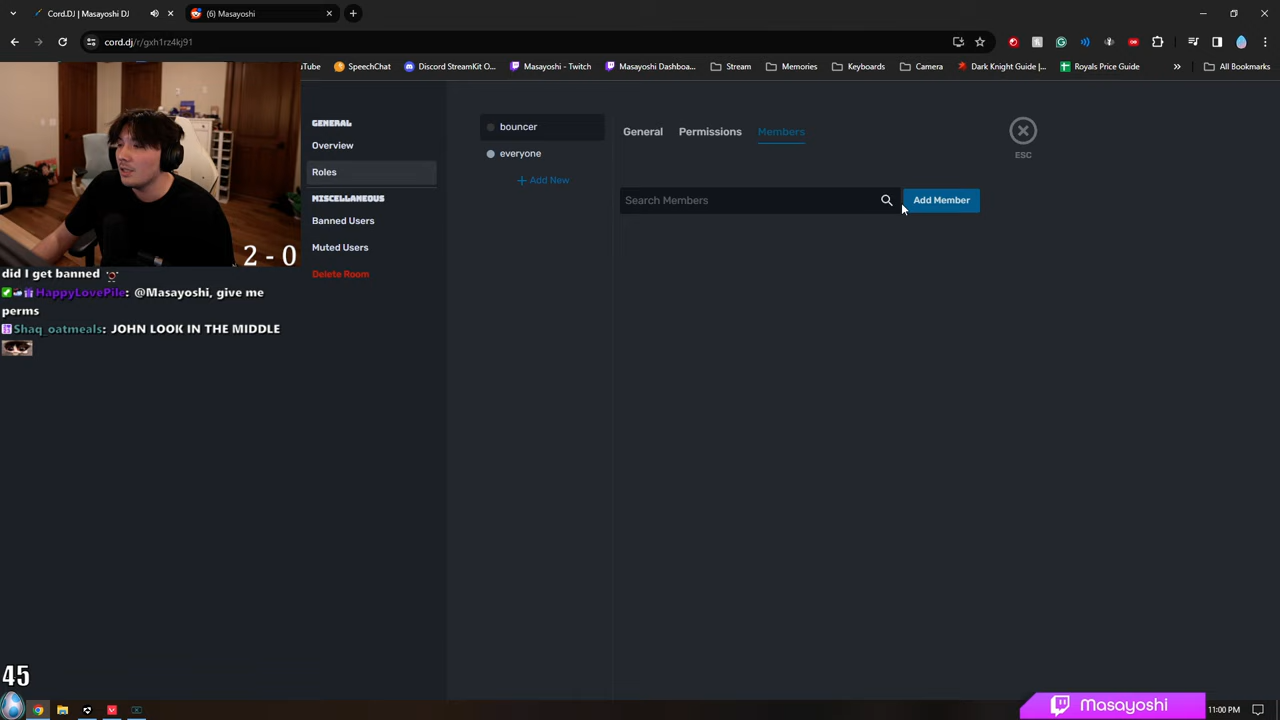 Cord.DJ | Masayoshi DJ
(6) Masayoshi
cord.dj/r/gxh1rz4kj91
uTube
SpeechChat
Discord StreamKit O...
Masayoshi - Twitch
Masayoshi Dashboa...
Stream
Memories
Keyboards
Camera
Dark Knight Guide |...
Royals Price Guide
All Bookmarks
GENERAL
Overview
Roles
MISCELLANEOUS
Banned Users
Muted Users
Delete Room
bouncer
everyone
+ Add New
General
Permissions
Members
ESC
Search Members
Add Member
2 - 0
did I get banned
HappyLovePile: @Masayoshi, give me
perms
Shaq_oatmeals: JOHN LOOK IN THE MIDDLE
45
Masayoshi
11:00 PM